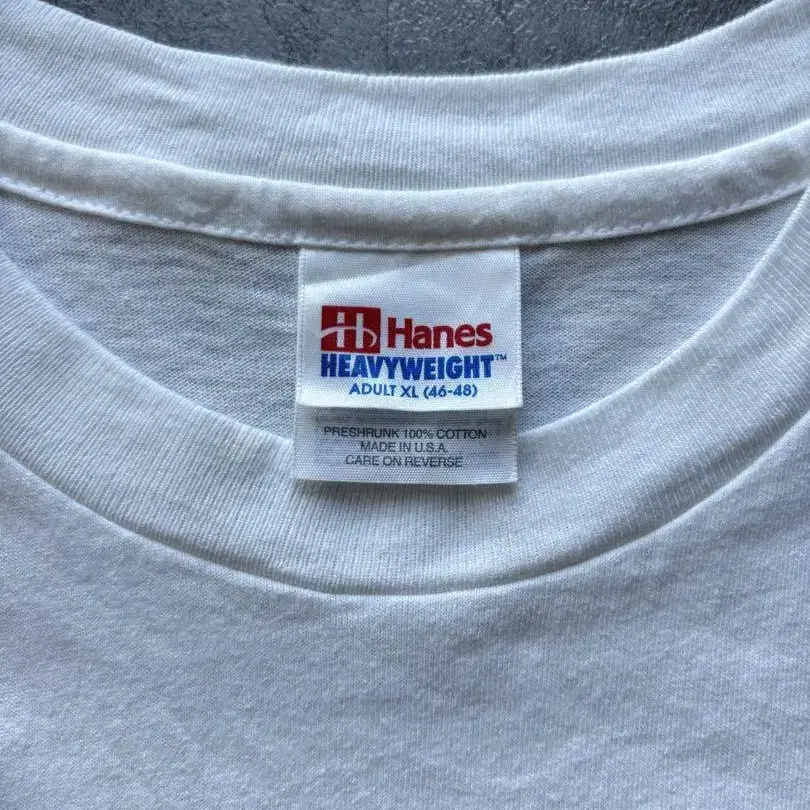 Hanes
HEAVYWEIGHT™
ADULT XL (46-48)
PRESHRUNK 100% COTTON
MADE IN U.S.A.
CARE ON REVERSE